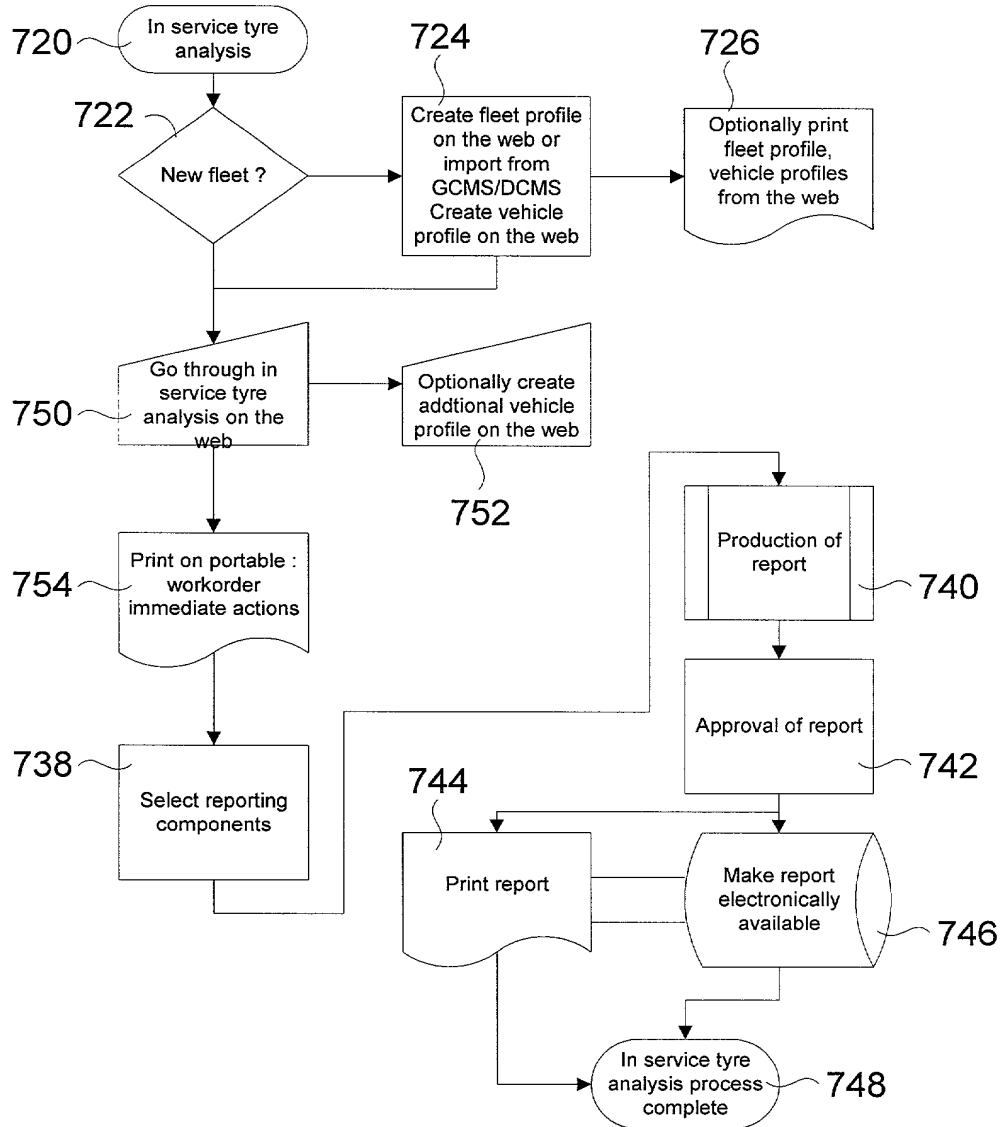 720
In service tyre
analysis
722
New fleet ?
724
Create fleet profile
on the web or
import from
GCMS/DCMS
Create vehicle
profile on the web
726
Optionally print
fleet profile,
vehicle profiles
from the web
750
Go through in
service tyre
analysis on the
web
Optionally create
addtional vehicle
profile on the web
752
754
Print on portable :
workorder
immediate actions
738
Select reporting
components
Production of
report
740
Approval of report
742
744
Print report
Make report
electronically
available
746
In service tyre
analysis process
complete
748